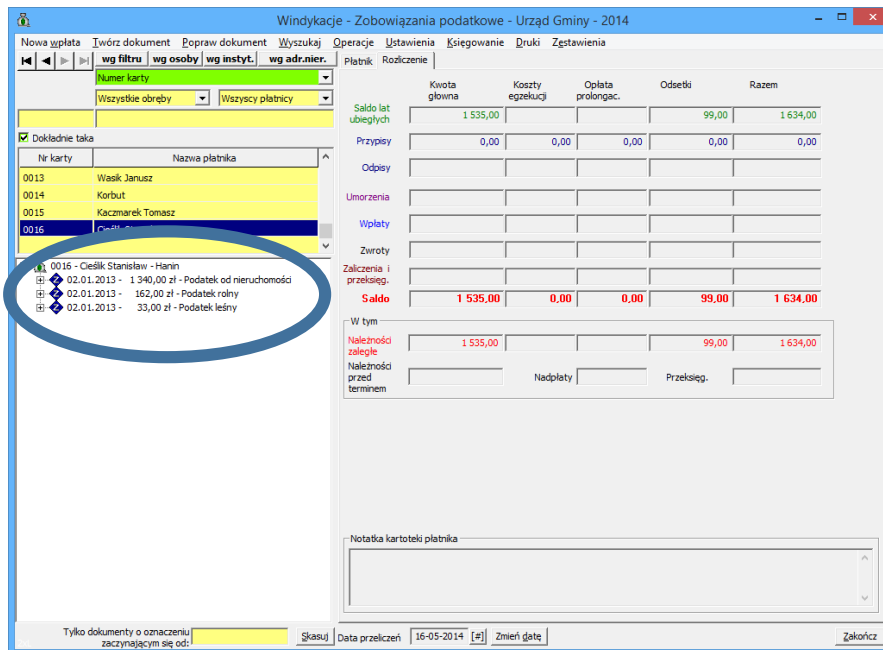 Windykacje - Zobowiązania podatkowe - Urząd Gminy - 2014
Nowa wpłata Twórz dokument Popraw dokument Wyszukaj Operacje Ustawienia Księgowanie Druki Zestawienia
wg filtru wg osoby wg instyt. wg adr.nier.
Numer karty
Wszystkie obręby Wszyscy płatnicy
Dokładnie taka
Nr karty Nazwa płatnika
0013 Wasik Janusz
0014 Korbut
0015 Kaczmarek Tomasz
0016
0016 - Cieślik Stanisław - Hanin
02.01.2013 - 1 340,00 zł - Podatek od nieruchomości
02.01.2013 - 162,00 zł - Podatek rolny
02.01.2013 - 33,00 zł - Podatek leśny
Tylko dokumenty o oznaczeniu
zaczynającym się od:
Skasuj
Płatnik Rozliczenie
Kwota Koszty Opłata Odsetki Razem
głowna egzekucji prolongac.
Saldo lat
ubiegłych 1 535,00 99,00 1 634,00
Przypisy 0,00 0,00 0,00 0,00 0,00
Odpisy
Umorzenia
Wpłaty
Zwroty
Zaliczenia i
przeksięg.
Saldo 1 535,00 0,00 0,00 99,00 1 634,00
W tym
Należności
zaległe 1 535,00 99,00 1 634,00
Należności
przed Nadpłaty Przeksięg.
terminem
Notatka kartoteki płatnika
Data przeliczeń 16-05-2014 [#] Zmień datę Zakończ